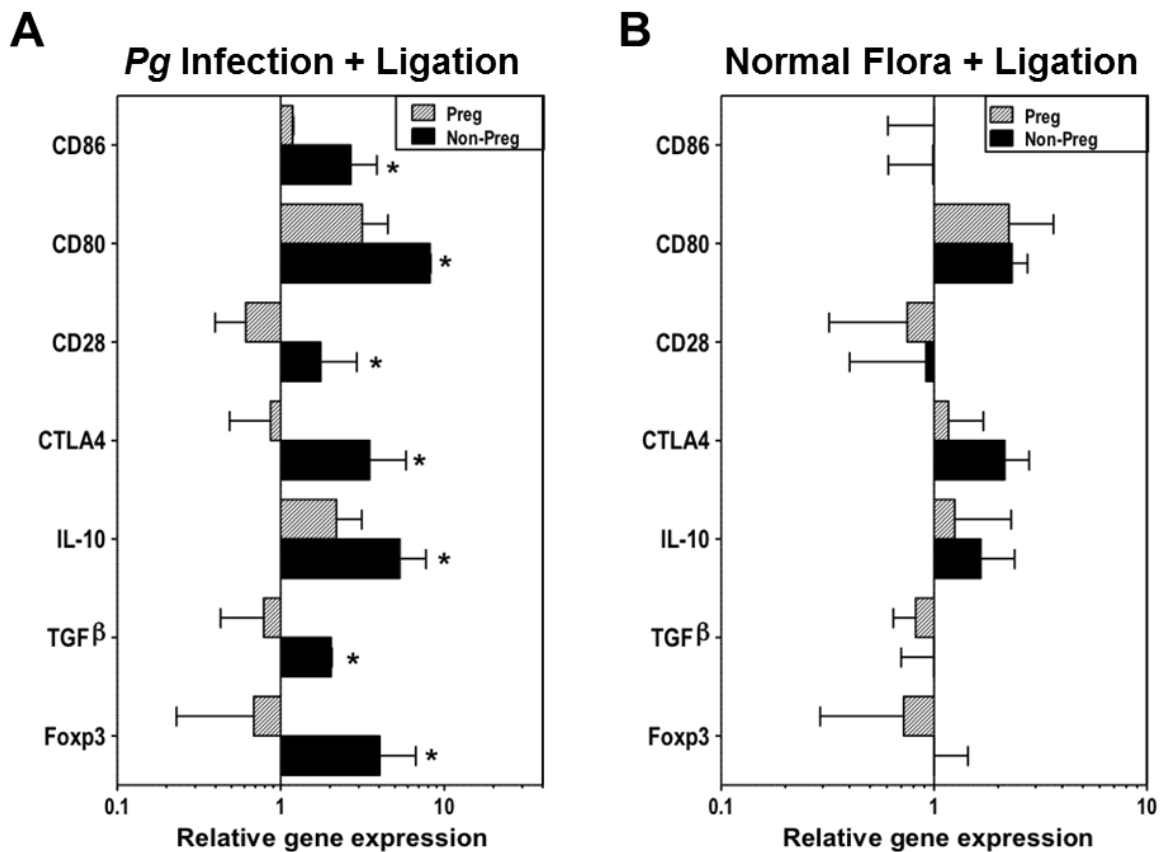 A
Pg Infection + Ligation
Preg
Non-Preg
CD86
*
CD80
*
CD28
*
CTLA4
*
IL-10
*
TGFβ
*
Foxp3
*
0.1 1 10
Relative gene expression
B
Normal Flora + Ligation
Preg
Non-Preg
CD86
CD80
CD28
CTLA4
IL-10
TGFβ
Foxp3
0.1 1 10
Relative gene expression